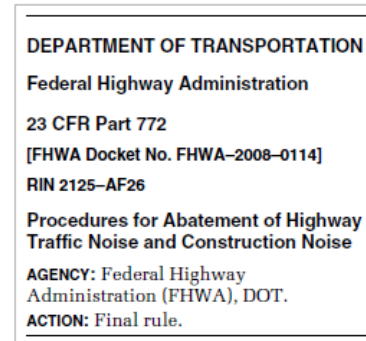 DEPARTMENT OF TRANSPORTATION
Federal Highway Administration
23 CFR Part 772
[FHWA Docket No. FHWA–2008–0114]
RIN 2125–AF26
Procedures for Abatement of Highway
Traffic Noise and Construction Noise
AGENCY: Federal Highway
Administration (FHWA), DOT.
ACTION: Final rule.